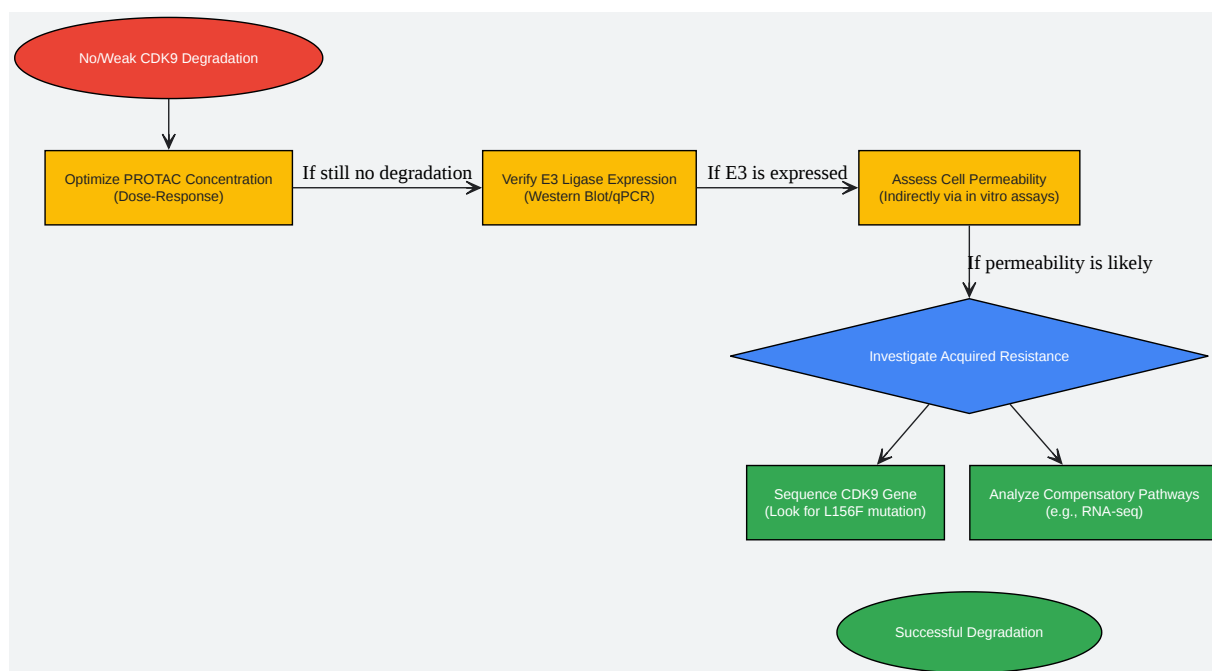 No/Weak CDK9 Degradation
Optimize PROTAC Concentration
(Dose-Response)
If still no degradation
Verify E3 Ligase Expression
(Western Blot/qPCR)
If E3 is expressed
Assess Cell Permeability
(Indirectly via in vitro assays)
If permeability is likely
Investigate Acquired Resistance
Sequence CDK9 Gene
(Look for L156F mutation)
Analyze Compensatory Pathways
(e.g., RNA-seq)
Successful Degradation